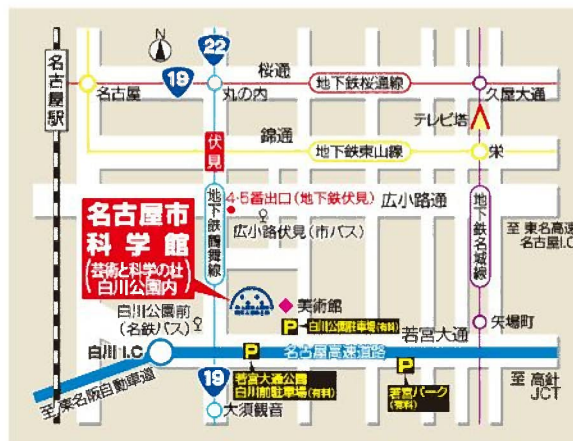 N
22
名古屋駅
19
桜通
地下鉄桜通線
名古屋
丸の内
久屋大通
テレビ塔
伏見
錦通
地下鉄東山線
栄
4・5番出口(地下鉄伏見)
広小路通
名古屋市
科学館
(芸術と科学の杜
白川公園内)
地下鉄鶴舞線
広小路伏見(市バス)
地下鉄名城線
至 東名高速
名古屋I.C
美術館
白川公園前
(名鉄バス)
P 白川公園駐車場(有料)
若宮大通
矢場町
白川I.C
名古屋高速道路
P
若宮大通公園
白川前駐車場(有料)
P
若宮パーク
(有料)
至 東名阪自動車道
19
大須観音
至 高針
JCT